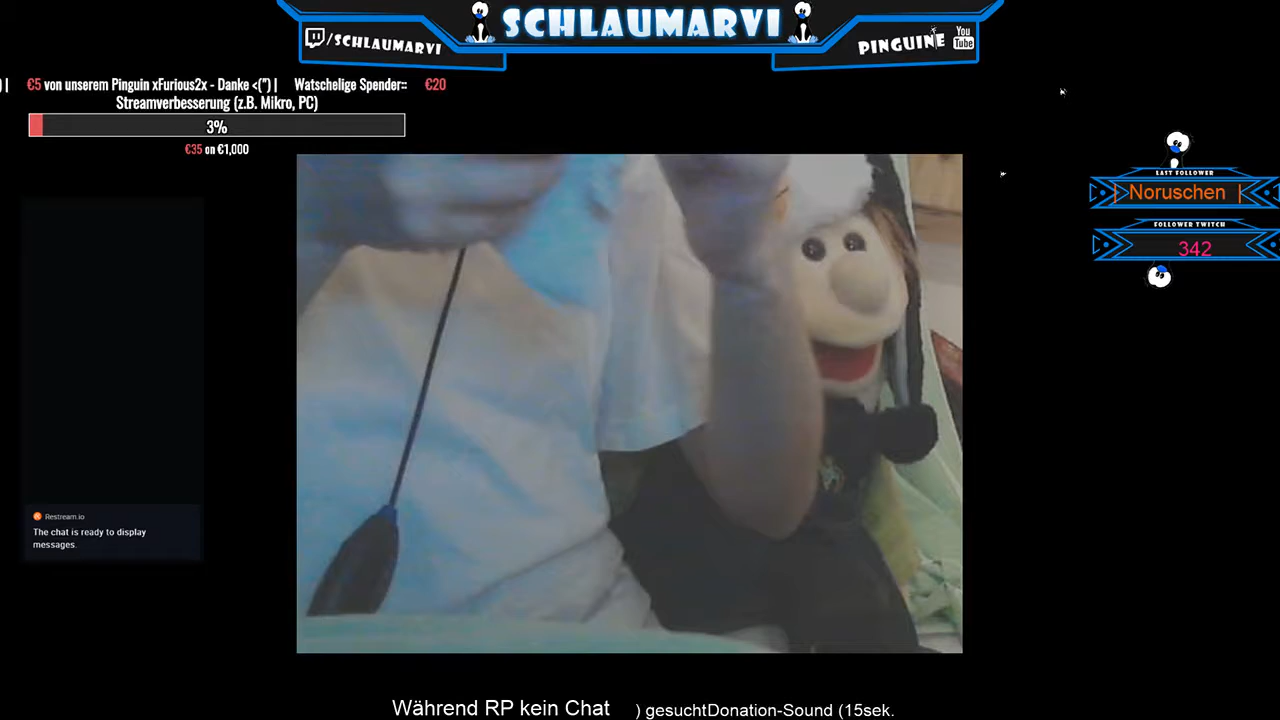 SCHLAUMARVI
/SCHLAUMARVI
PINGUINE
You
Tube
) | €5 von unserem Pinguin xFurious2x - Danke <(") | Watschelige Spender:: €20
Streamverbesserung (z.B. Mikro, PC)
3%
€35 on €1,000
LAST FOLLOWER
| Noruschen |
FOLLOWER TWITCH
342
Restream.io
The chat is ready to display
messages.
Während RP kein Chat ) gesuchtDonation-Sound (15sek.